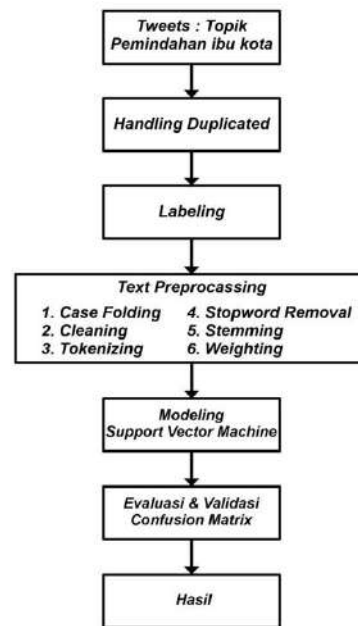 Tweets : Topik
Pemindahan ibu kota
Handling Duplicated
Labeling
Text Preprocassing
1. Case Folding
2. Cleaning
3. Tokenizing
4. Stopword Removal
5. Stemming
6. Weighting
Modeling
Support Vector Machine
Evaluasi & Validasi
Confusion Matrix
Hasil